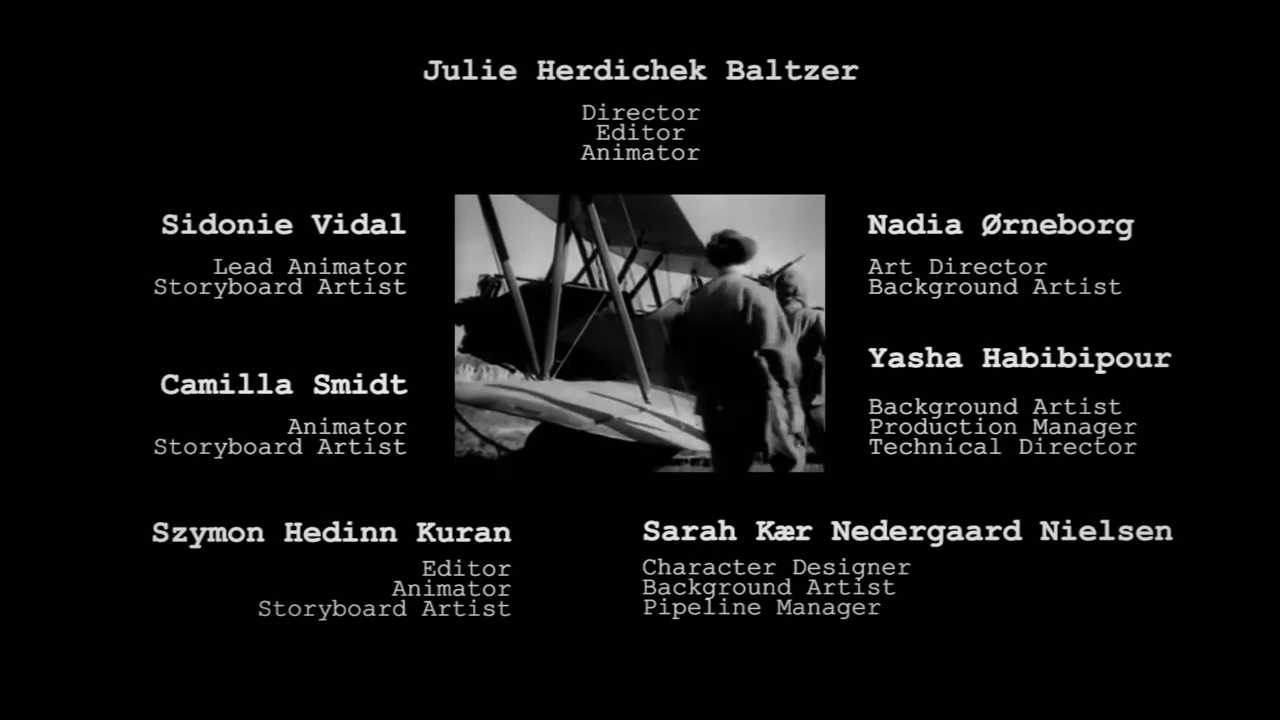 Julie Herdichek Baltzer
Director
Editor
Animator
Sidonie Vidal
Lead Animator
Storyboard Artist
Nadia Ørneborg
Art Director
Background Artist
Camilla Smidt
Animator
Storyboard Artist
Yasha Habibipour
Background Artist
Production Manager
Technical Director
Szymon Hedinn Kuran
Editor
Animator
Storyboard Artist
Sarah Kær Nedergaard Nielsen
Character Designer
Background Artist
Pipeline Manager